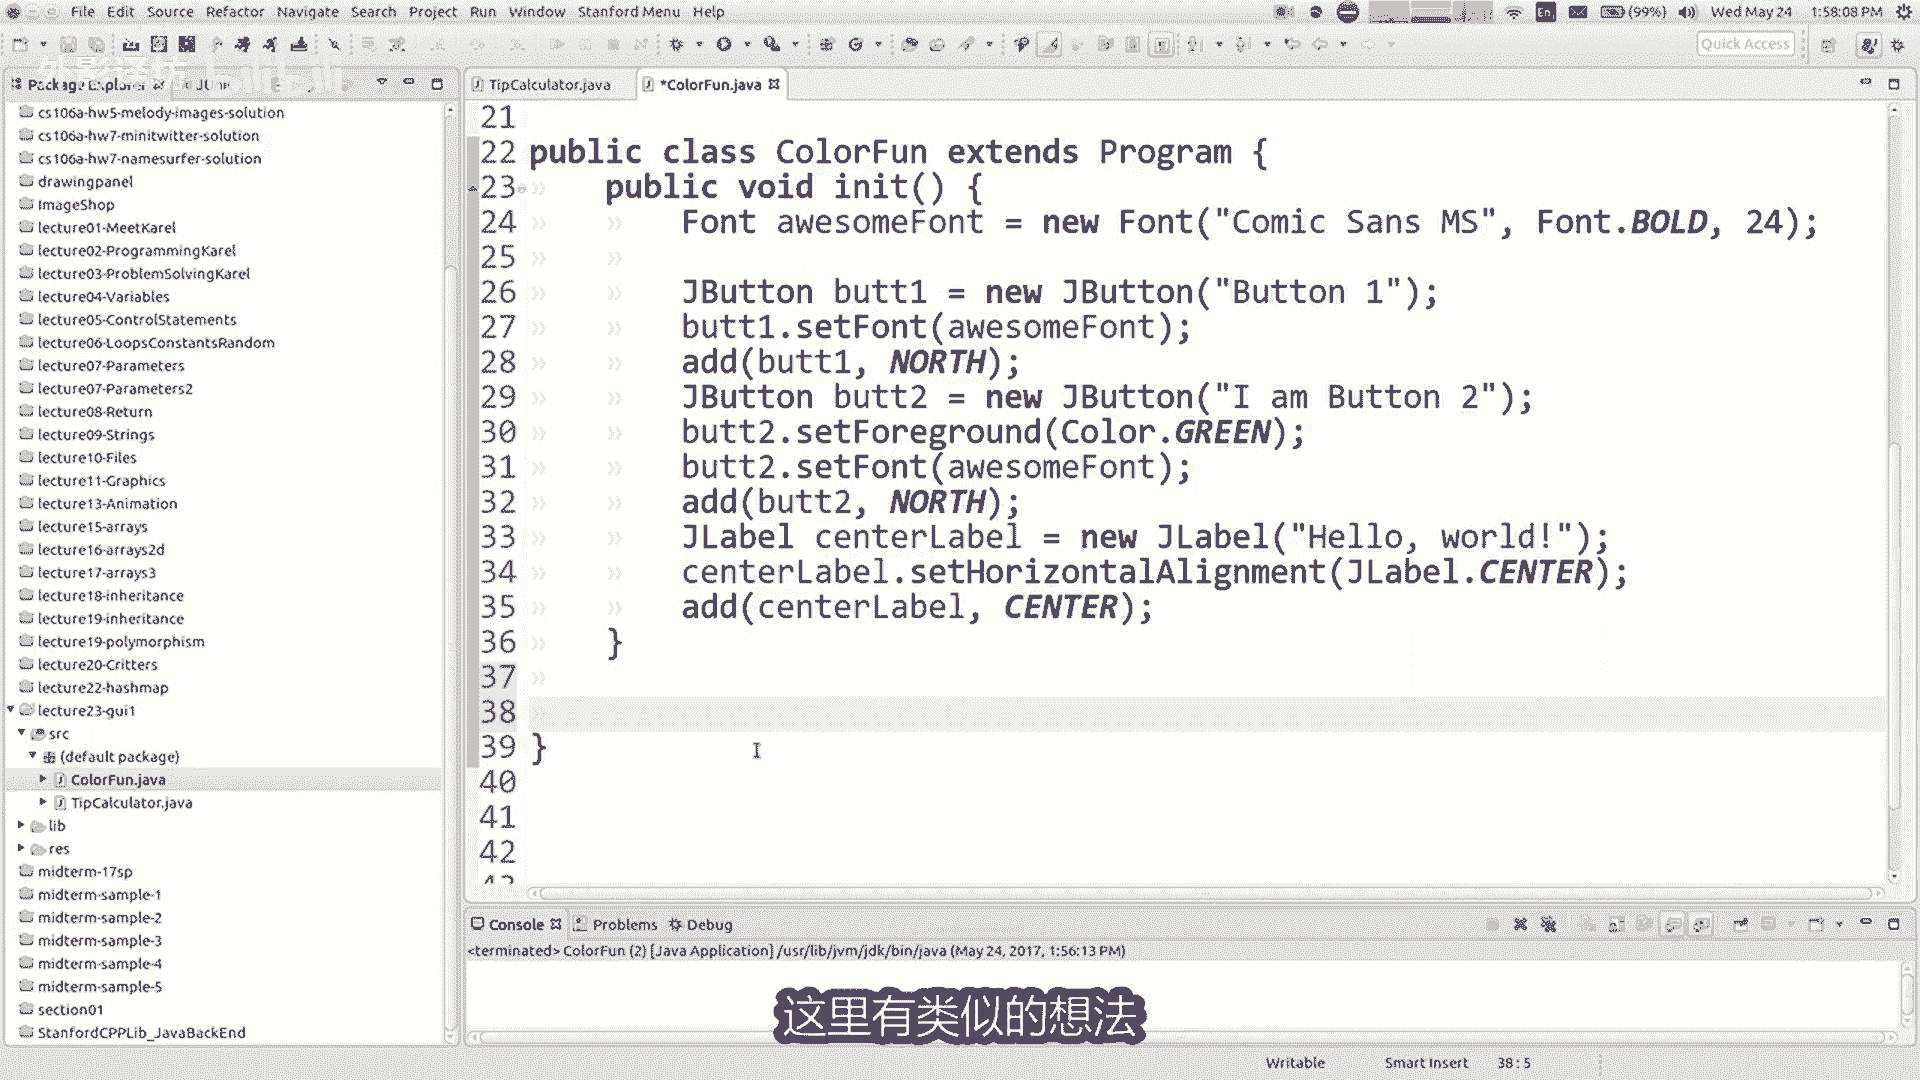 File Edit Source Refactor Navigate Search Project Run Window Stanford Menu Help
En (99%) Wed May 24 1:58:08 PM
Quick Access
Package Explorer
TipCalculator.java *ColorFun.java
cs106a-hw5-melody-images-solution
cs106a-hw7-minitwitter-solution
cs106a-hw7-namesurfer-solution
drawingpanel
ImageShop
lecture01-MeetKarel
lecture02-ProgrammingKarel
lecture03-ProblemSolvingKarel
lecture04-Variables
lecture05-ControlStatements
lecture06-LoopsConstantsRandom
lecture07-Parameters
lecture07-Parameters2
lecture08-Return
lecture09-Strings
lecture10-Files
lecture11-Graphics
lecture13-Animation
lecture15-arrays
lecture16-arrays2d
lecture17-arrays3
lecture18-inheritance
lecture19-inheritance
lecture19-polymorphism
lecture20-Critters
lecture22-hashmap
lecture23-gui1
src
(default package)
ColorFun.java
TipCalculator.java
lib
res
midterm-17sp
midterm-sample-1
midterm-sample-2
midterm-sample-3
midterm-sample-4
midterm-sample-5
section01
StanfordCPPLib_JavaBackEnd
21
22 public class ColorFun extends Program {
23 public void init() {
24 Font awesomeFont = new Font("Comic Sans MS", Font.BOLD, 24);
25
26 JButton butt1 = new JButton("Button 1");
27 butt1.setFont(awesomeFont);
28 add(butt1, NORTH);
29 JButton butt2 = new JButton("I am Button 2");
30 butt2.setForeground(Color.GREEN);
31 butt2.setFont(awesomeFont);
32 add(butt2, NORTH);
33 JLabel centerLabel = new JLabel("Hello, world!");
34 centerLabel.setHorizontalAlignment(JLabel.CENTER);
35 add(centerLabel, CENTER);
36 }
37
38
39 }
40
41
42
Console Problems Debug
<terminated> ColorFun (2) [Java Application] /usr/lib/jvm/jdk/bin/java (May 24, 2017, 1:56:13 PM)
这里有类似的想法
Writable Smart Insert 38 : 5